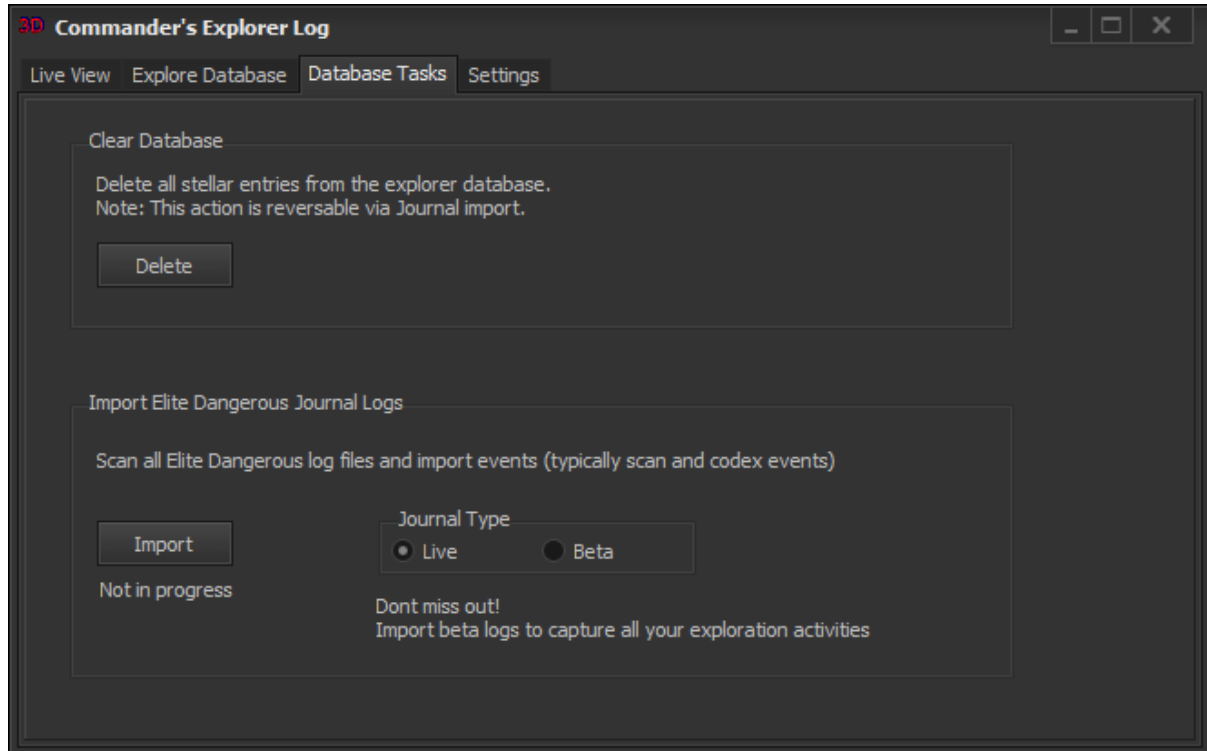 3D Commander's Explorer Log
Live View Explore Database Database Tasks Settings
Clear Database
Delete all stellar entries from the explorer database.
Note: This action is reversable via Journal import.
Delete
Import Elite Dangerous Journal Logs
Scan all Elite Dangerous log files and import events (typically scan and codex events)
Journal Type
Import
Live Beta
Not in progress
Dont miss out!
Import beta logs to capture all your exploration activities